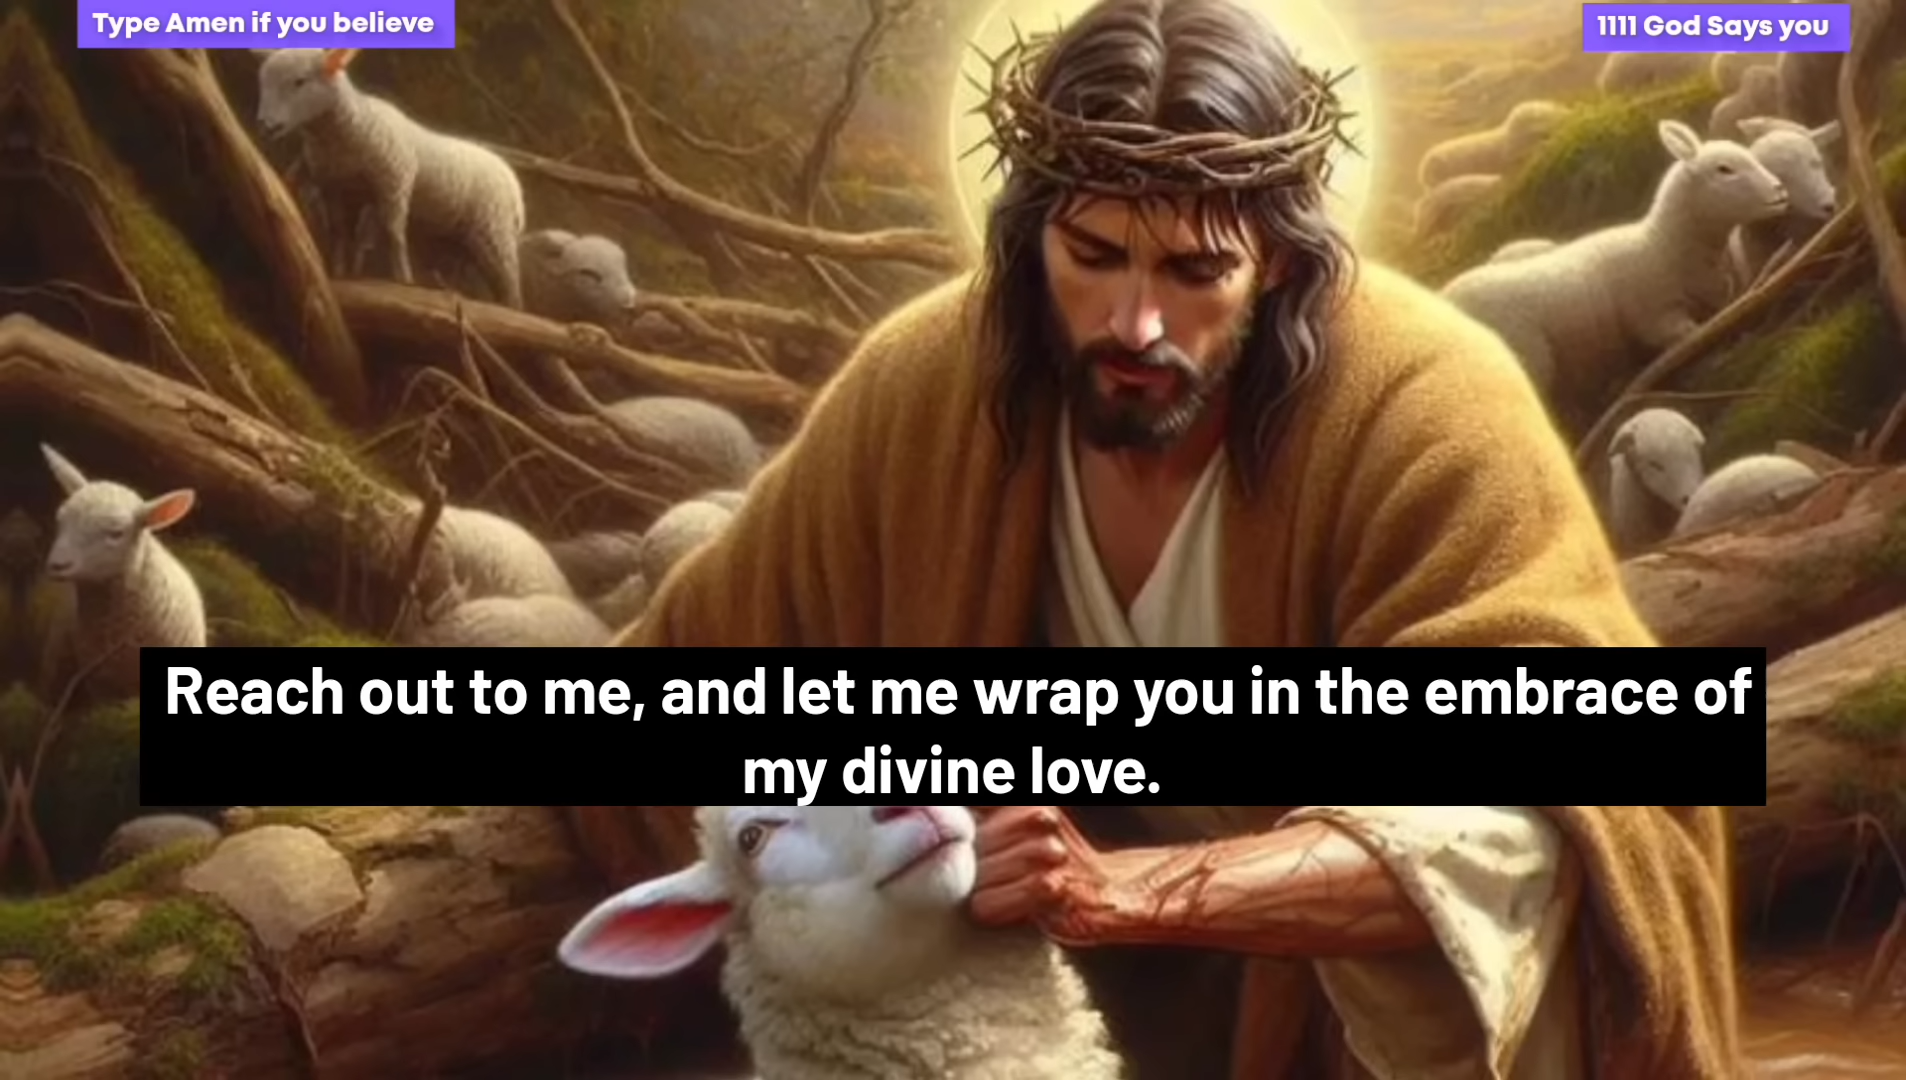 Type Amen if you believe
1111 God Says you
Reach out to me, and let me wrap you in the embrace of
my divine love.